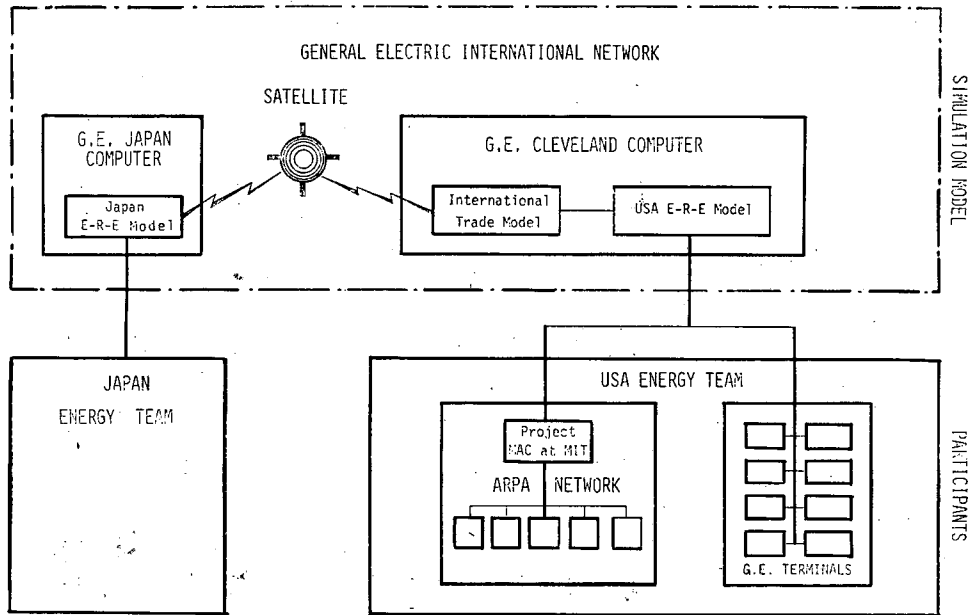 GENERAL ELECTRIC INTERNATIONAL NETWORK
SATELLITE
G.E. JAPAN
COMPUTER
Japan
E-R-E Model
G.E. CLEVELAND COMPUTER
International
Trade Model
USA E-R-E Model
SIMULATION MODEL
JAPAN
ENERGY TEAM
USA ENERGY TEAM
Project
MAC at MIT
ARPA NETWORK
G.E. TERMINALS
PARTICIPANTS